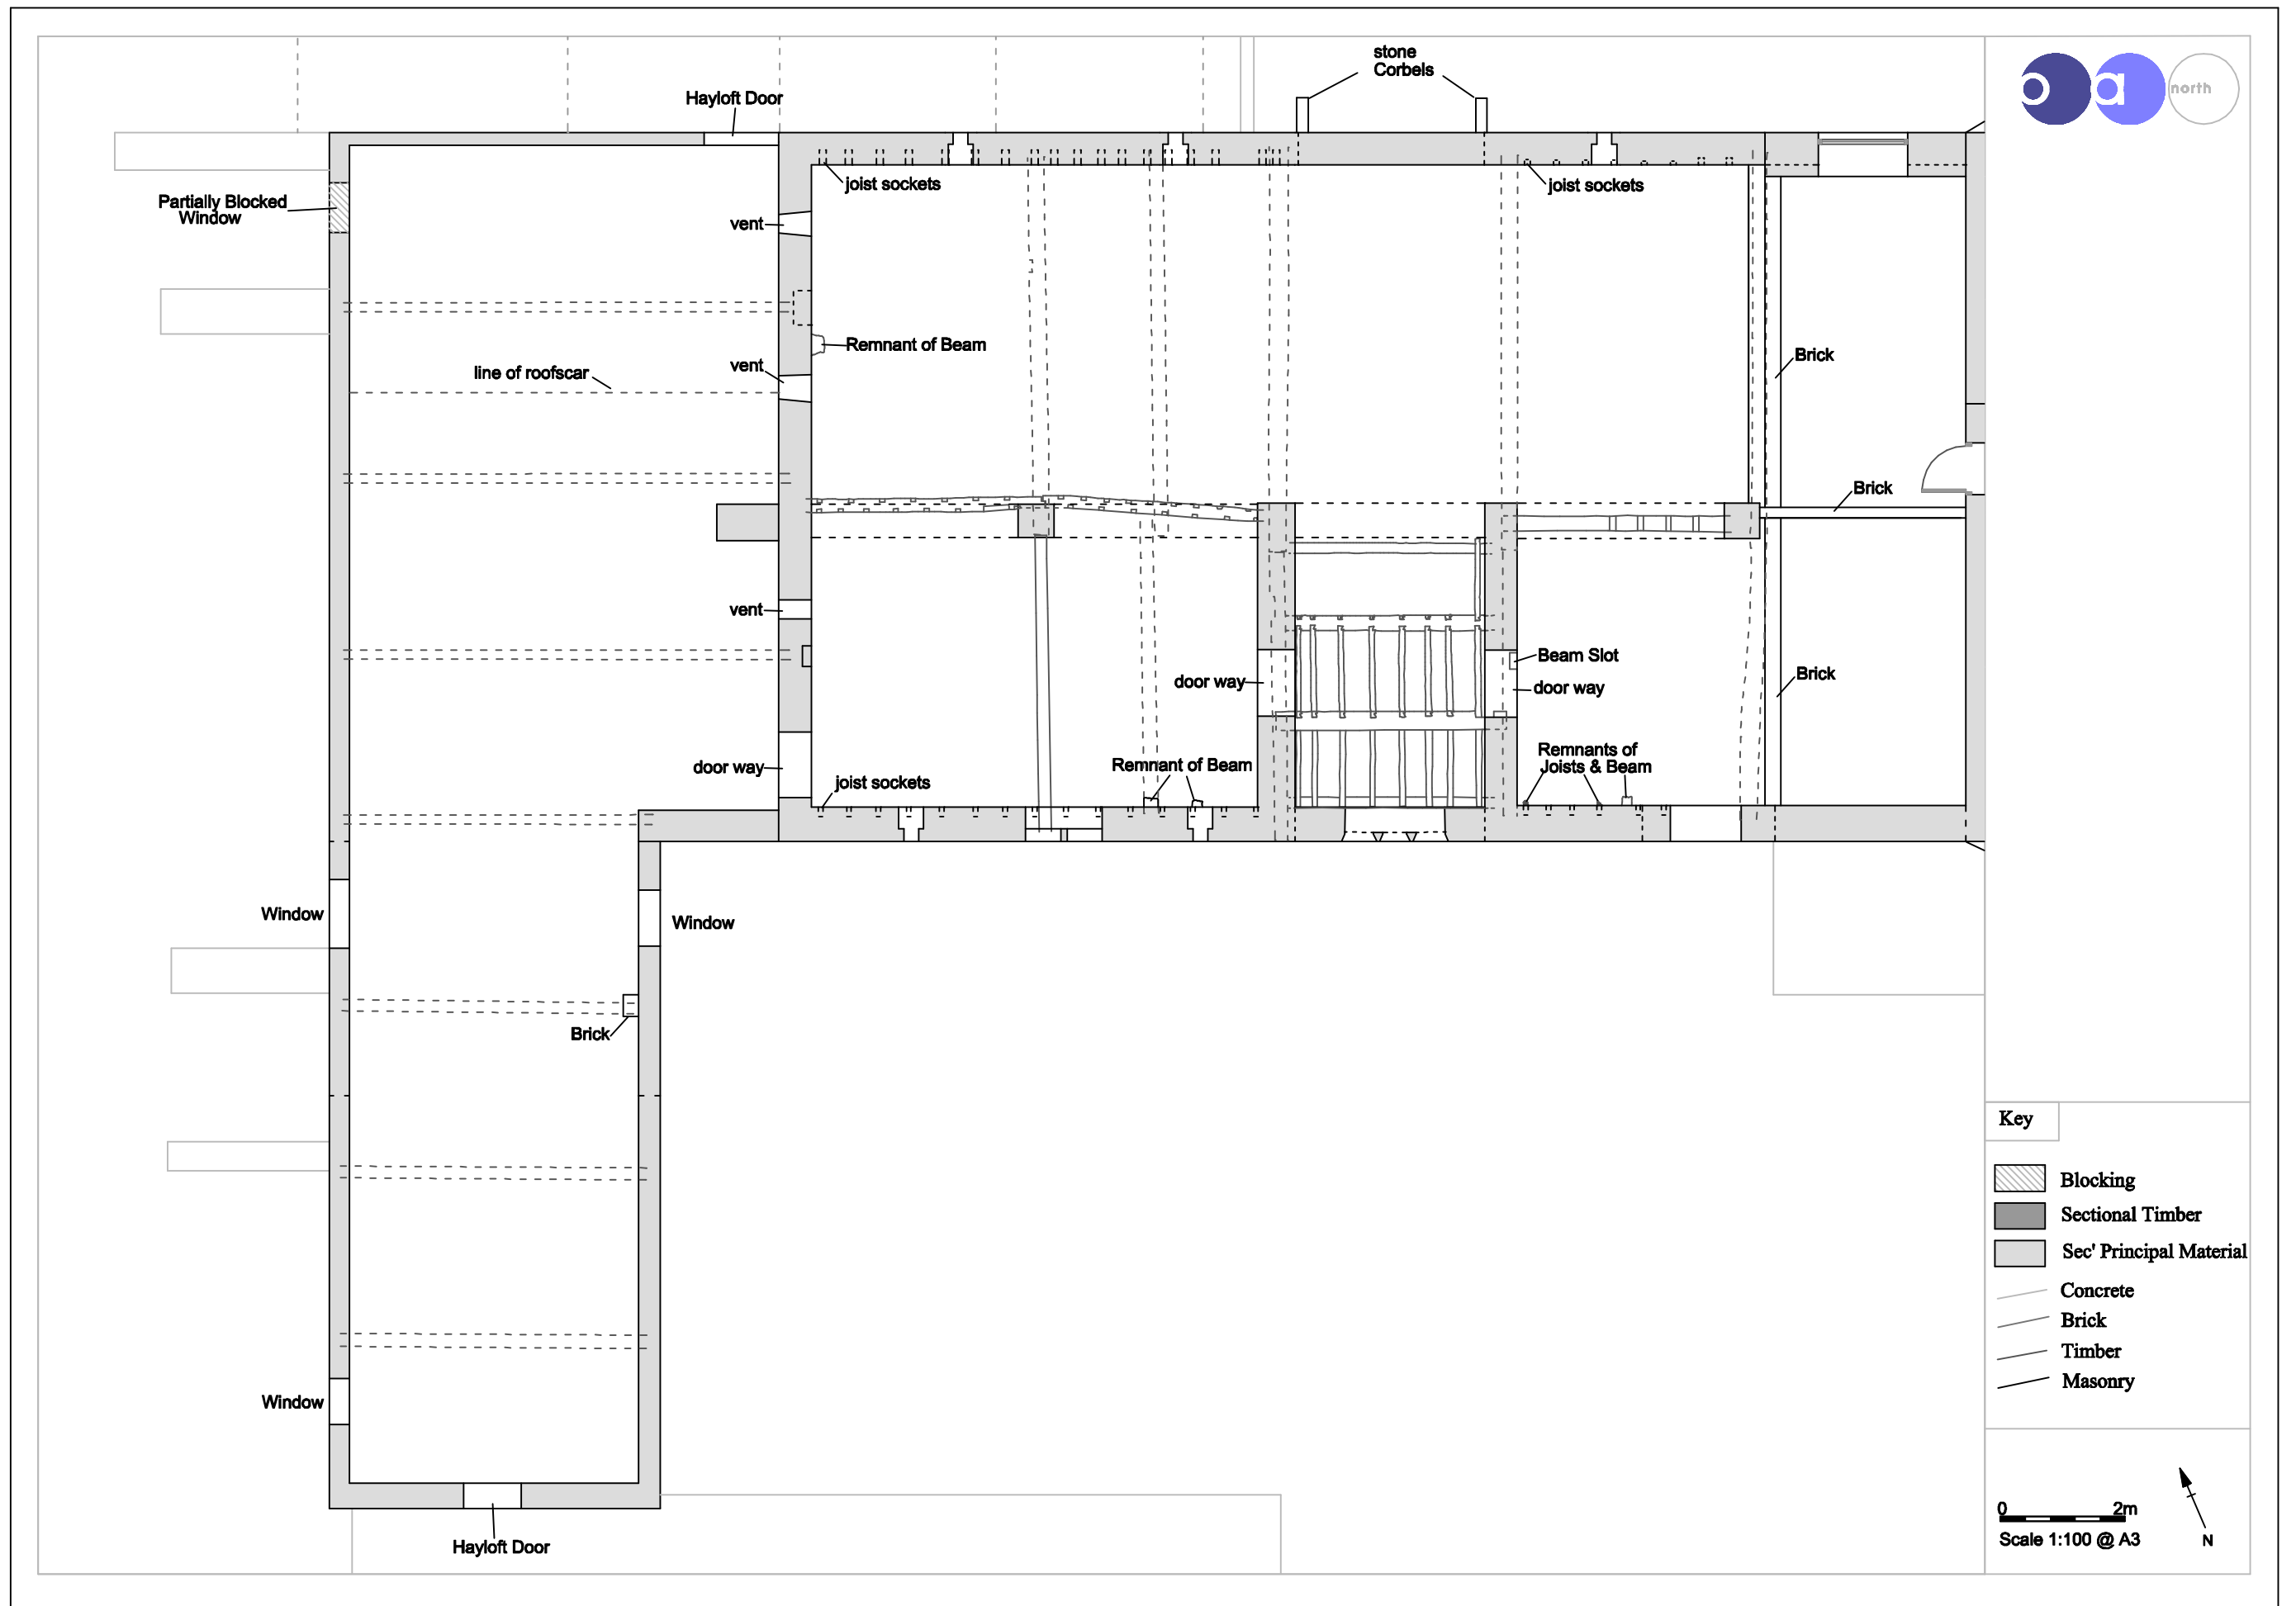 stone
Corbels
oa north
Hayloft Door
joist sockets
joist sockets
Partially Blocked
Window
vent
Remnant of Beam
vent
line of roofscar
Brick
Brick
vent
Beam Slot
door way
door way
Brick
Remnants of
Joists & Beam
Remnant of Beam
door way
joist sockets
Window
Window
Brick
Window
Hayloft Door
Key
Blocking
Sectional Timber
Sec' Principal Material
Concrete
Brick
Timber
Masonry
0 2m
Scale 1:100 @ A3
N